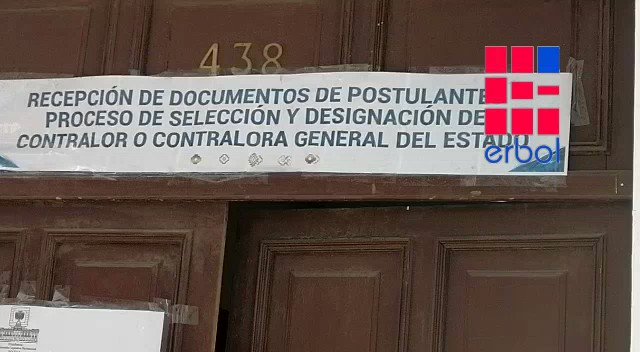 438
RECEPCIÓN DE DOCUMENTOS DE POSTULANTE
PROCESO DE SELECCIÓN Y DESIGNACIÓN DE
CONTRALOR O CONTRALORA GENERAL DEL ESTADO
erbol